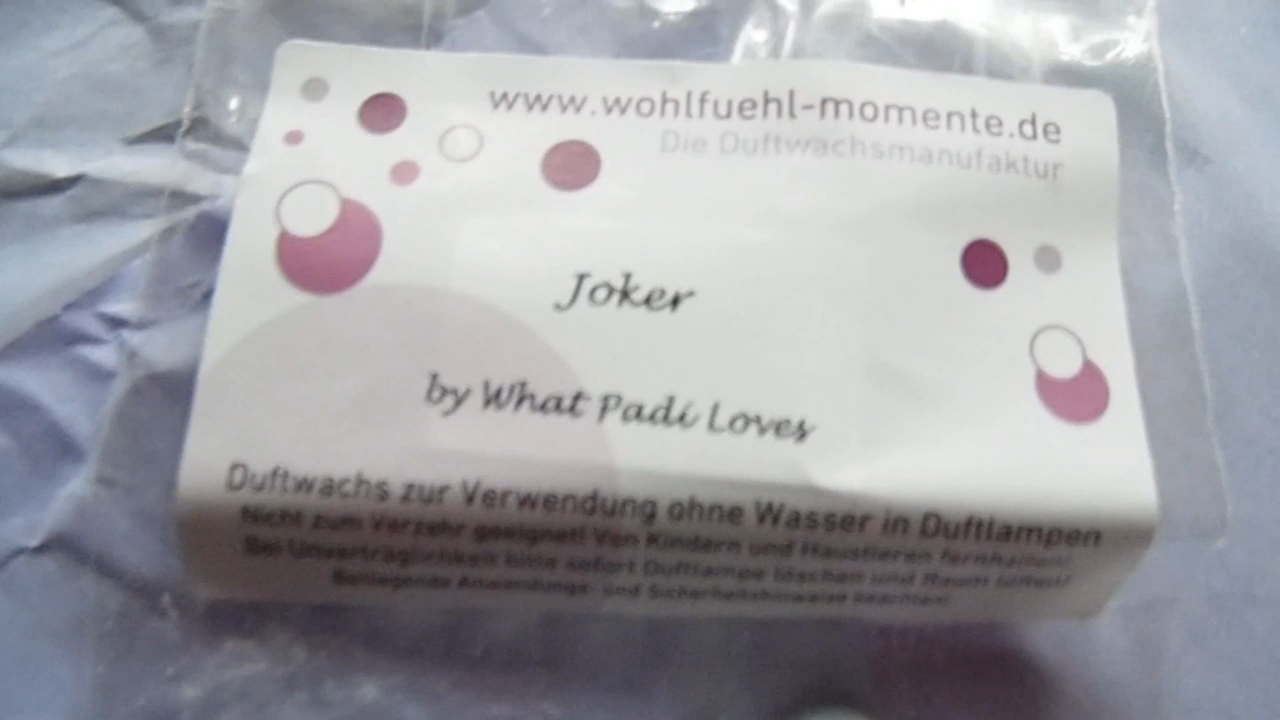 www.wohlfuehl-momente.de
Die Duftwachsmanufaktur
Joker
by What Padi Loves
Duftwachs zur Verwendung ohne Wasser in Duftlampen
Nicht zum Verzehr geeignet! Von Kindern und Haustieren fernhalten!
Bei Unverträglichkeit bitte sofort Duftlampe löschen und Raum lüften!
Beiliegende Anwendungs- und Sicherheitshinweise beachten!